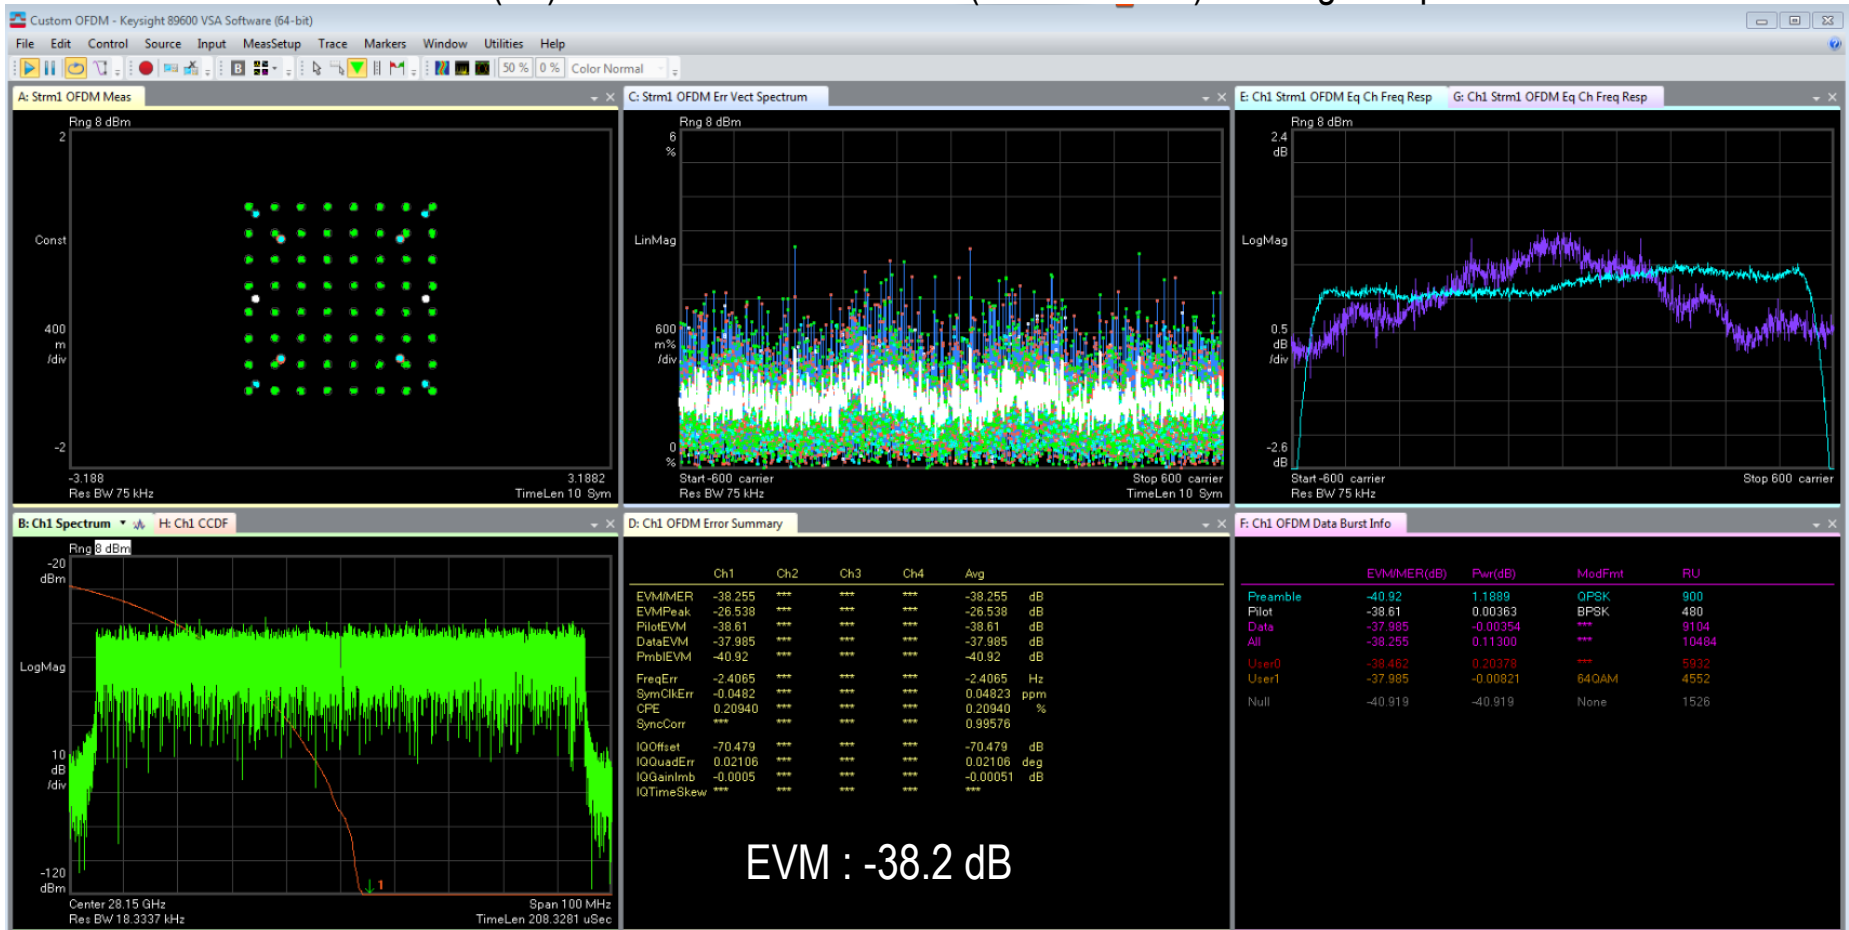 Custom OFDM - Keysight 89600 VSA Software (64-bit)
File Edit Control Source Input MeasSetup Trace Markers Window Utilities Help
B 50 % 0 % Color Normal
A: Strm1 OFDM Meas
Rng 8 dBm
2
Const
400
m
/div
-2
-3.188 3.1882
Res BW 75 kHz TimeLen 10 Sym
C: Strm1 OFDM Err Vect Spectrum
Rng 8 dBm
6
%
LinMag
600
m%
/div
0
%
Start-600 carrier Stop 600 carrier
Res BW 75 kHz TimeLen 10 Sym
E: Ch1 Strm1 OFDM Eq Ch Freq Resp G: Ch1 Strm1 OFDM Eq Ch Freq Resp
Rng 8 dBm
2.4
dB
LogMag
0.5
dB
/div
-2.6
dB
Start-600 carrier Stop 600 carrier
Res BW 75 kHz
B: Ch1 Spectrum H: Ch1 CCDF
Rng 8 dBm
-20
dBm
LogMag
10
dB
/div
-120
dBm
1
Center 28.15 GHz Span 100 MHz
Res BW 18.3337 kHz TimeLen 208.3281 uSec
D: Ch1 OFDM Error Summary
Ch1 Ch2 Ch3 Ch4 Avg
EVM/MER -38.255 *** *** *** -38.255 dB
EVMPeak -26.538 *** *** *** -26.538 dB
PilotEVM -38.61 *** *** *** -38.61 dB
DataEVM -37.985 *** *** *** -37.985 dB
PmblEVM -40.92 *** *** *** -40.92 dB
FreqErr -2.4065 *** *** *** -2.4065 Hz
SymClkErr -0.0482 *** *** *** 0.04823 ppm
CPE 0.20940 *** *** *** 0.20940 %
SyncCorr *** *** *** *** 0.99576
IQOffset -70.479 *** *** *** -70.479 dB
IQQuadErr 0.02106 *** *** *** 0.02106 deg
IQGainImb -0.0005 *** *** *** -0.00051 dB
IQTimeSkew *** *** *** *** ***
EVM : -38.2 dB
F: Ch1 OFDM Data Burst Info
EVM/MER(dB) Pwr(dB) ModFmt RU
Preamble -40.92 1.1889 QPSK 900
Pilot -38.61 0.00363 BPSK 480
Data -37.985 -0.00354 *** 9104
All -38.255 0.11300 *** 10484
User0 -38.462 0.20378 *** 5932
User1 -37.985 -0.00821 64QAM 4552
Null -40.919 -40.919 None 1526